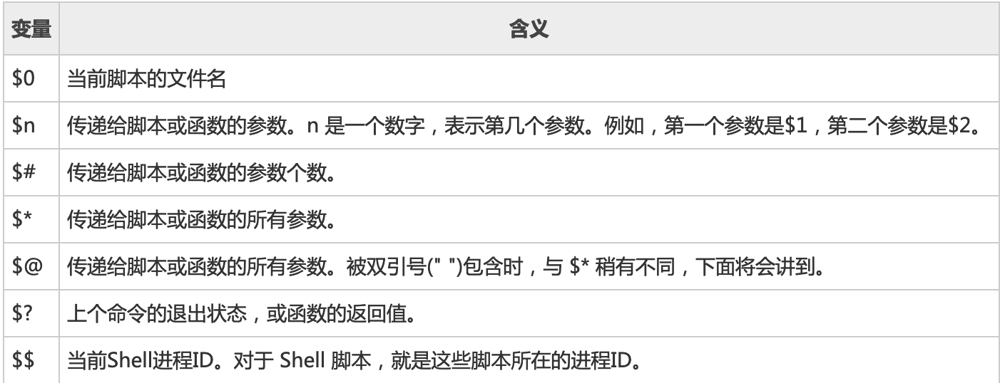 变量 含义
$0 当前脚本的文件名
$n 传递给脚本或函数的参数。n 是一个数字，表示第几个参数。例如，第一个参数是$1，第二个参数是$2。
$# 传递给脚本或函数的参数个数。
$* 传递给脚本或函数的所有参数。
$@ 传递给脚本或函数的所有参数。被双引号(" ")包含时，与 $* 稍有不同，下面将会讲到。
$? 上个命令的退出状态，或函数的返回值。
$$ 当前Shell进程ID。对于 Shell 脚本，就是这些脚本所在的进程ID。